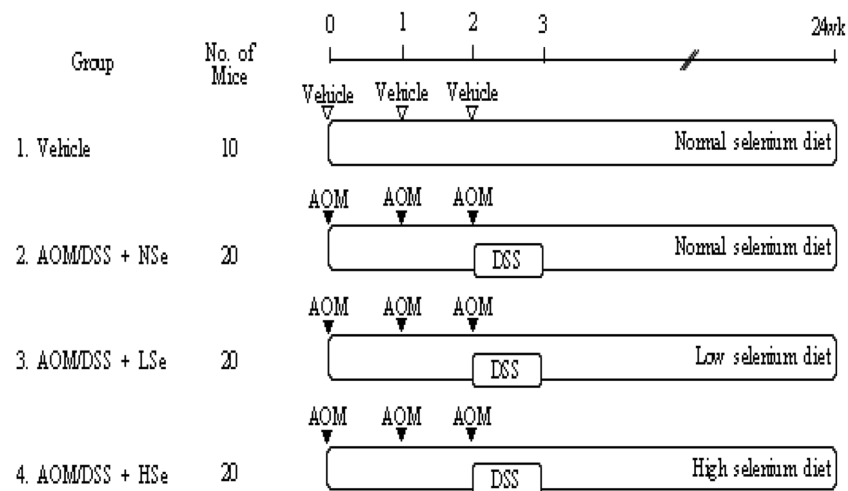 0 1 2 3 24wk
Group No. of Mice
Vehicle Vehicle Vehicle
1. Vehicle 10 Normal selenium diet
AOM AOM AOM
2. AOM/DSS + NSe 20 DSS Normal selenium diet
AOM AOM AOM
3. AOM/DSS + LSe 20 DSS Low selenium diet
AOM AOM AOM
4. AOM/DSS + HSe 20 DSS High selenium diet